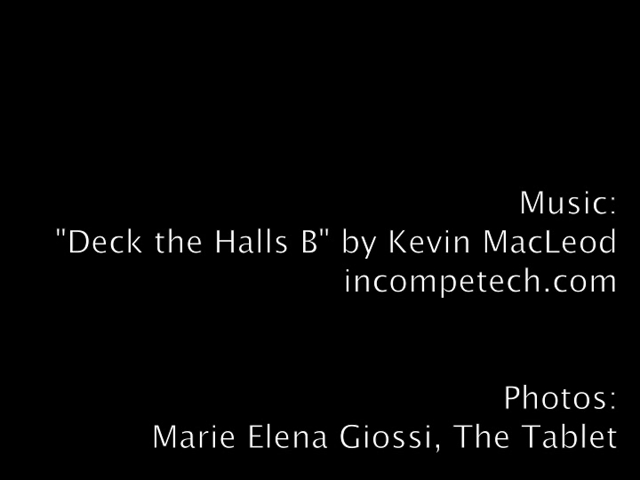 Music:
"Deck the Halls B" by Kevin MacLeod
incompetech.com
Photos:
Marie Elena Giossi, The Tablet